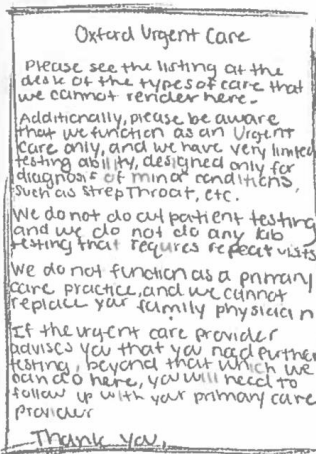 Oxford Urgent Care
Please see the listing at the
desk of the types of care that
we cannot render here.
Additionally, please be aware
that we function as an Urgent
Care only, and we have very limited
testing ability, designed only for
diagnosis of minor conditions,
such as strep Throat, etc.
We do not do outpatient testing
and we do not do any lab
testing that requires repeat visits
We do not function as a primary
care practice, and we cannot
replace your family physician
If the urgent care provider
advises you that you need further
testing, beyond that which we
can do here, you will need to
follow up with your primary care
provider
Thank you,